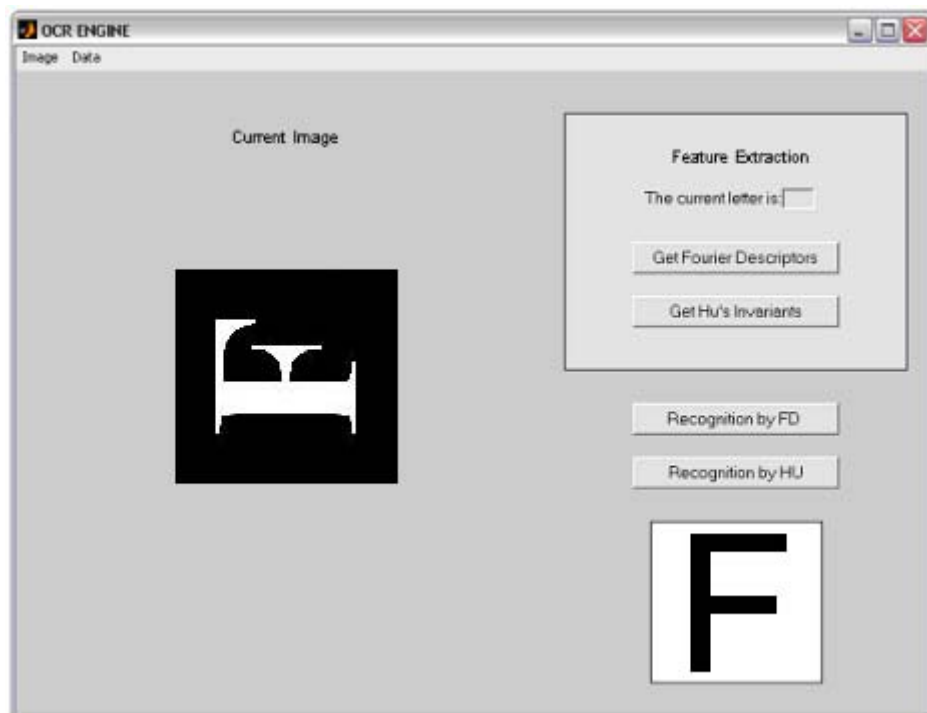 OCR ENGINE
Image Data
Current Image
F
Feature Extraction
The current letter is:
Get Fourier Descriptors
Get Hu's Invariants
Recognition by FD
Recognition by HU
F